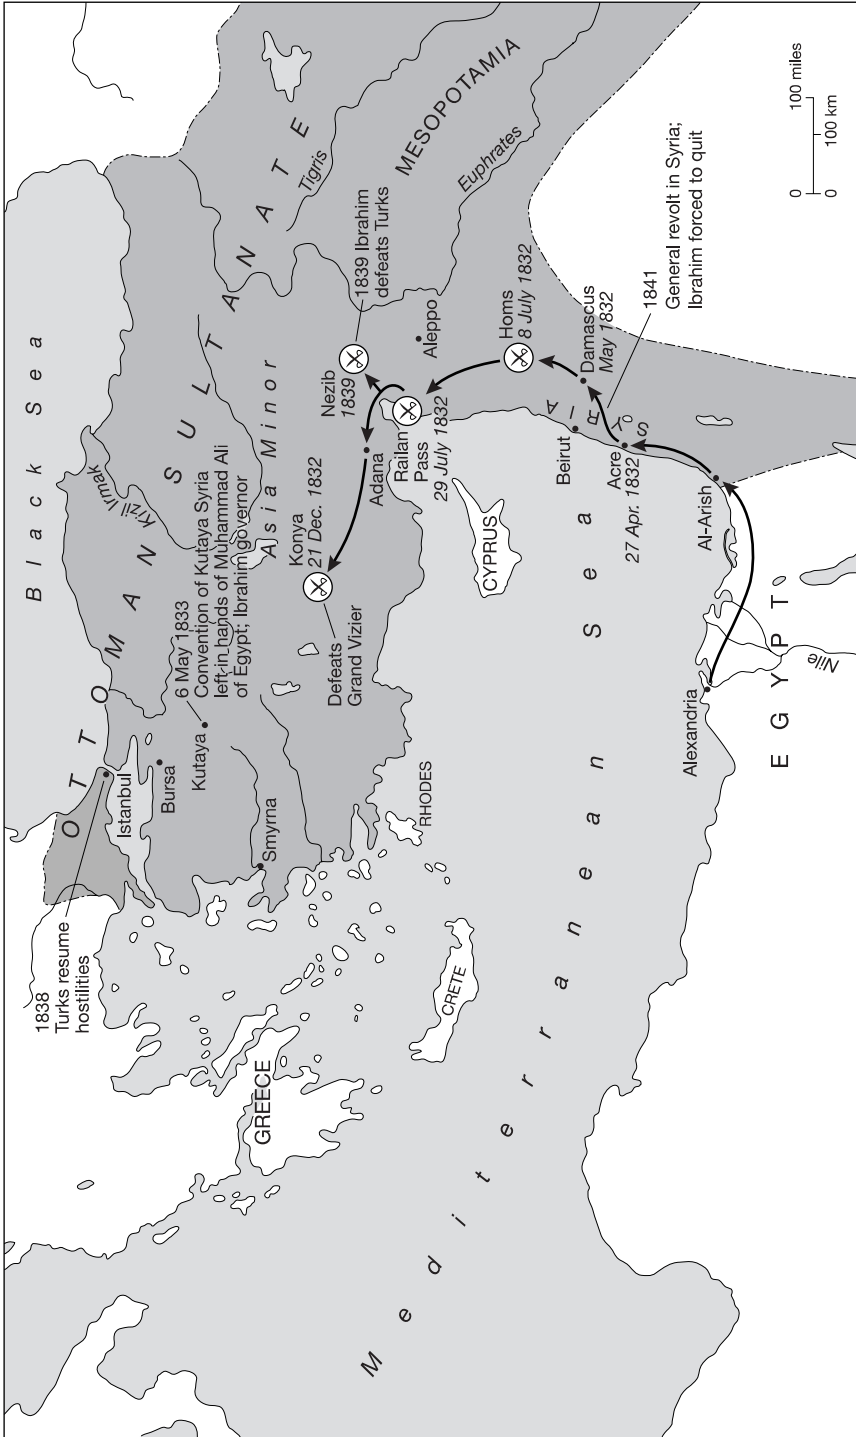 Black Sea
OTTOMAN SULTANATE
1838
Turks resume
hostilities
Istanbul
Bursa
Kutaya
6 May 1833
Convention of Kutaya Syria
left in hands of Muhammad Ali
of Egypt; Ibrahim governor
Kizil Irmak
Asia Minor
Tigris
MESOPOTAMIA
Euphrates
Smyrna
GREECE
Konya
21 Dec. 1832
Defeats
Grand Vizier
Adana
Nezib
1839
1839 Ibrahim
defeats Turks
Railan
Pass
29 July 1832
Aleppo
Homs
8 July 1832
RHODES
CRETE
CYPRUS
Mediterranean Sea
SYRIA
Beirut
Damascus
May 1832
Acre
27 Apr. 1832
1841
General revolt in Syria;
Ibrahim forced to quit
Al-Arish
Alexandria
EGYPT
Nile
0 100 miles
0 100 km